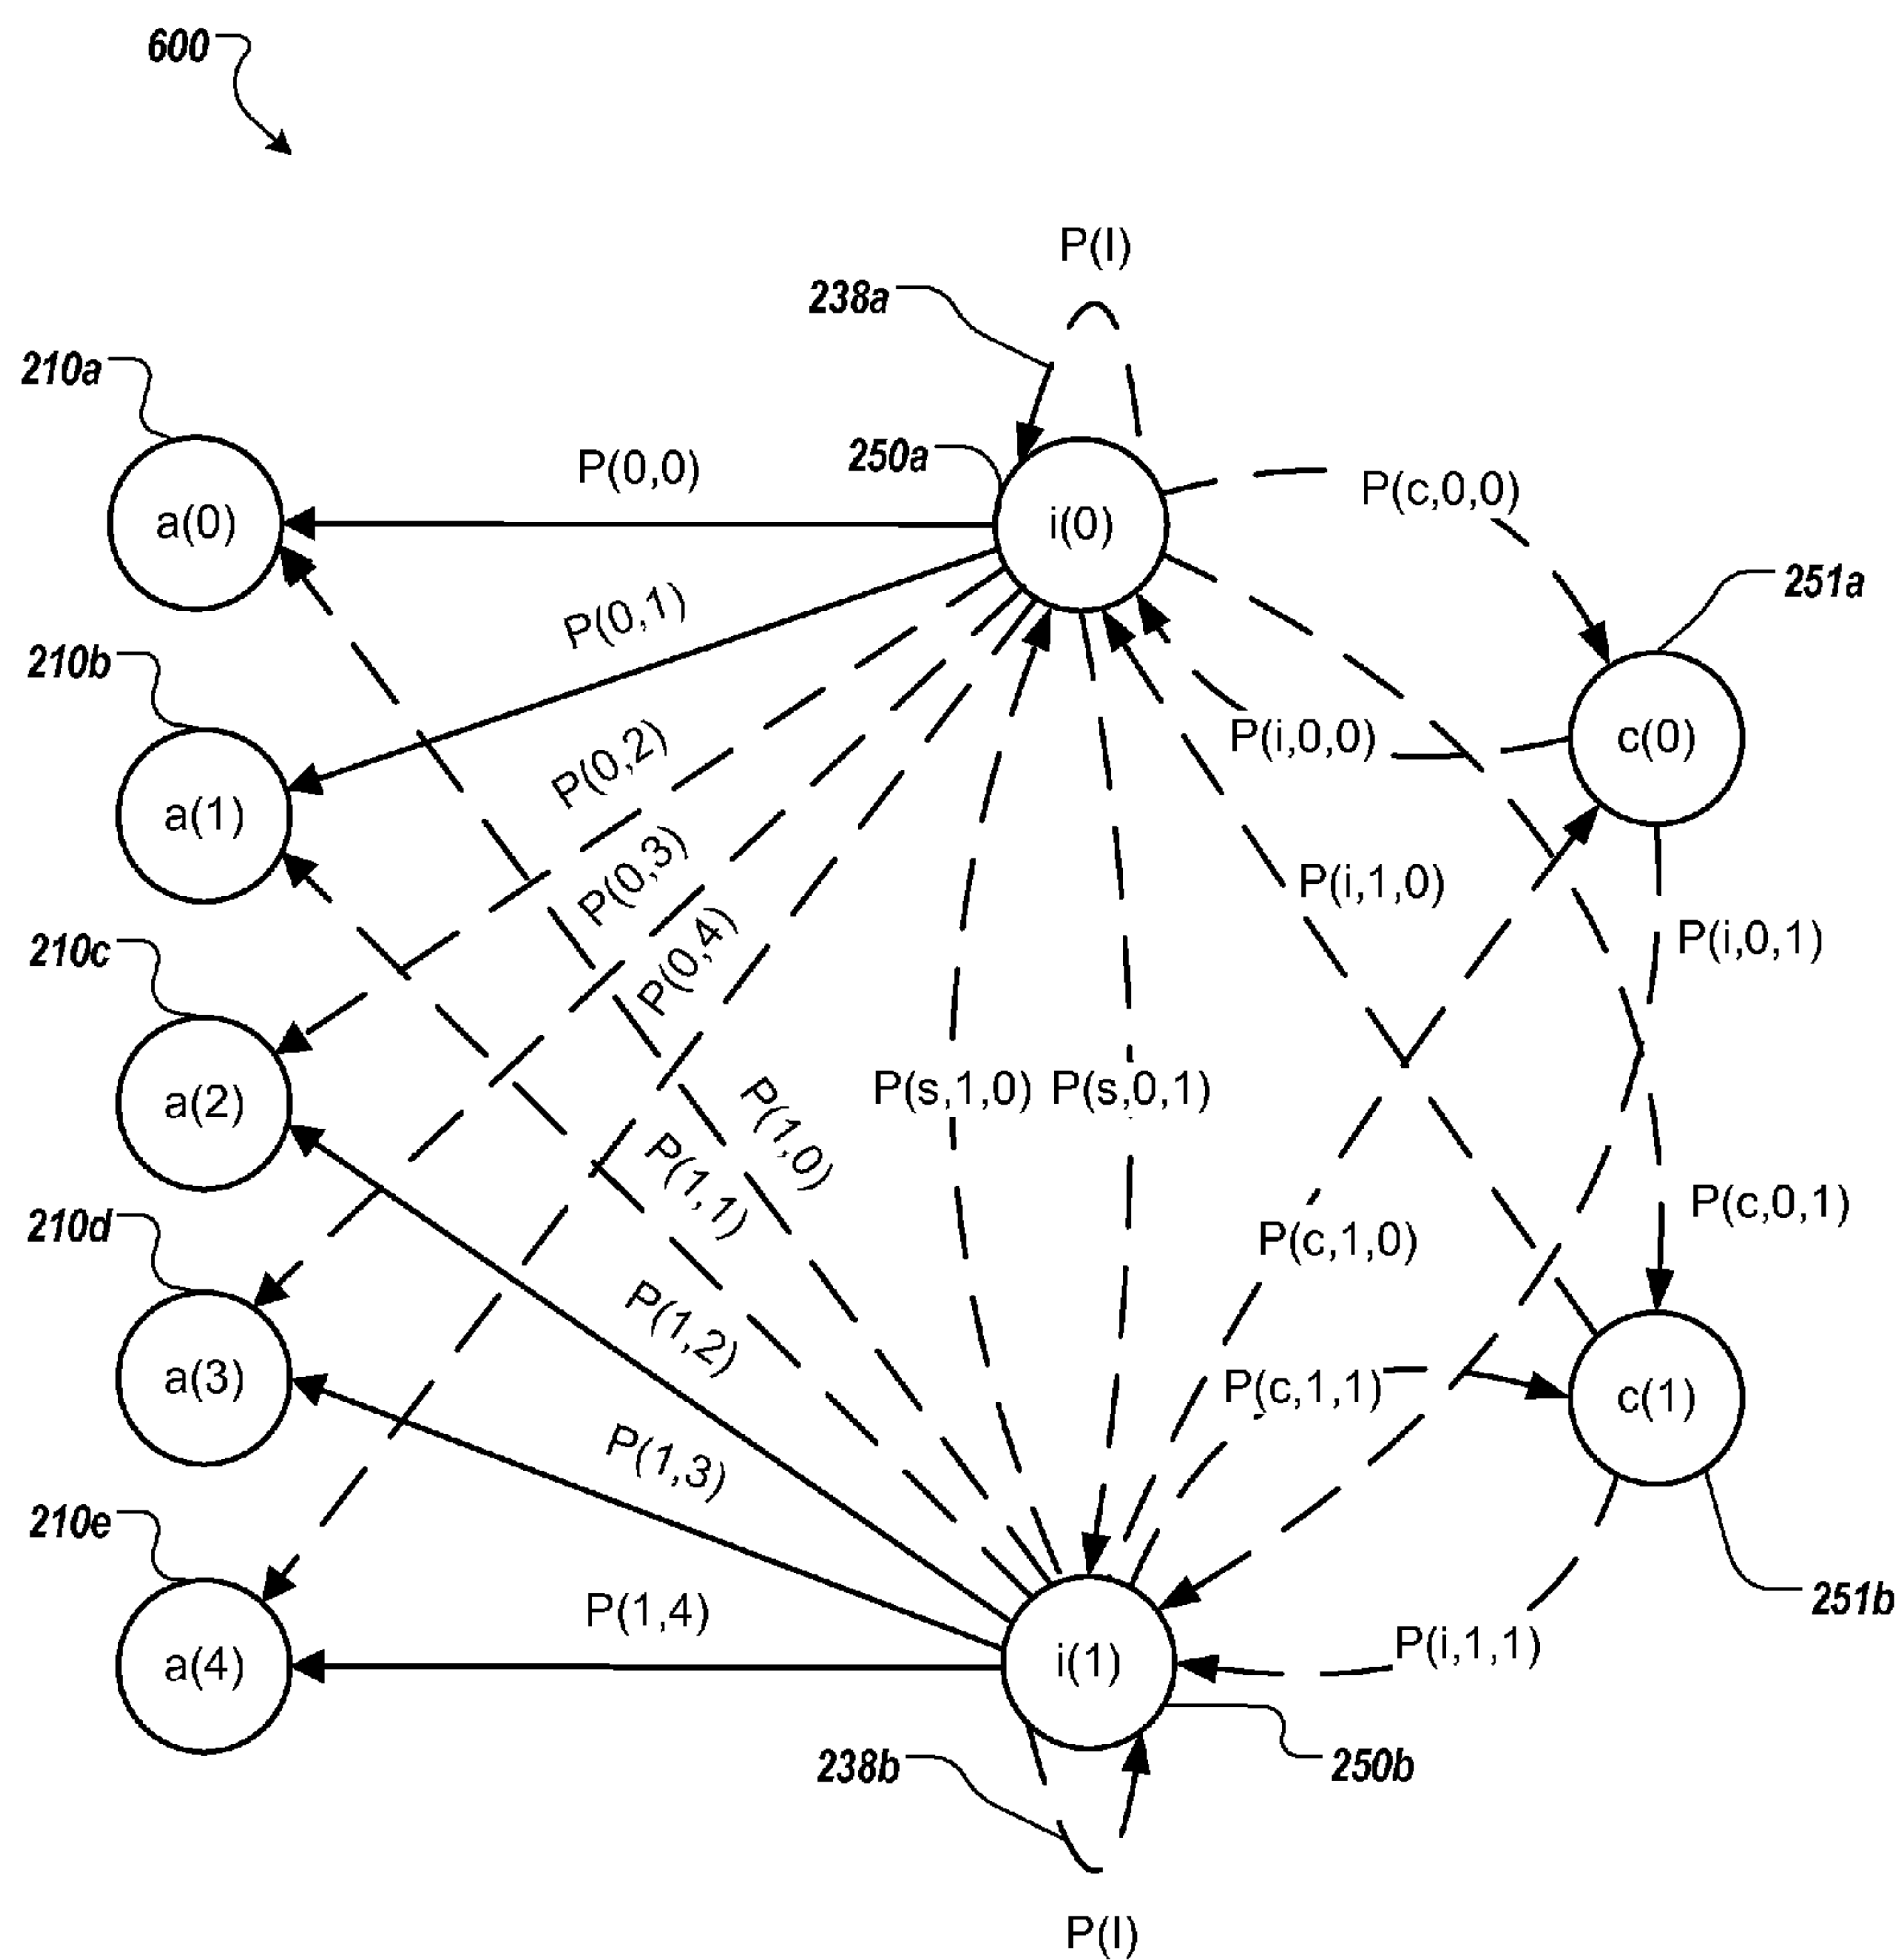 600
P(I)
238a
210a
250a
P(0,0)
P(c,0,0)
a(0)
i(0)
251a
P(0,1)
210b
P(0,2)
P(i,0,0)
c(0)
a(1)
P(0,3)
P(i,1,0)
P(i,0,1)
210c
P(0,4)
a(2)
P(s,1,0)
P(s,0,1)
P(1,0)
P(1,1)
P(c,0,1)
210d
P(c,1,0)
P(1,2)
a(3)
P(c,1,1)
c(1)
P(1,3)
210e
251b
P(1,4)
P(i,1,1)
a(4)
i(1)
238b
250b
P(I)